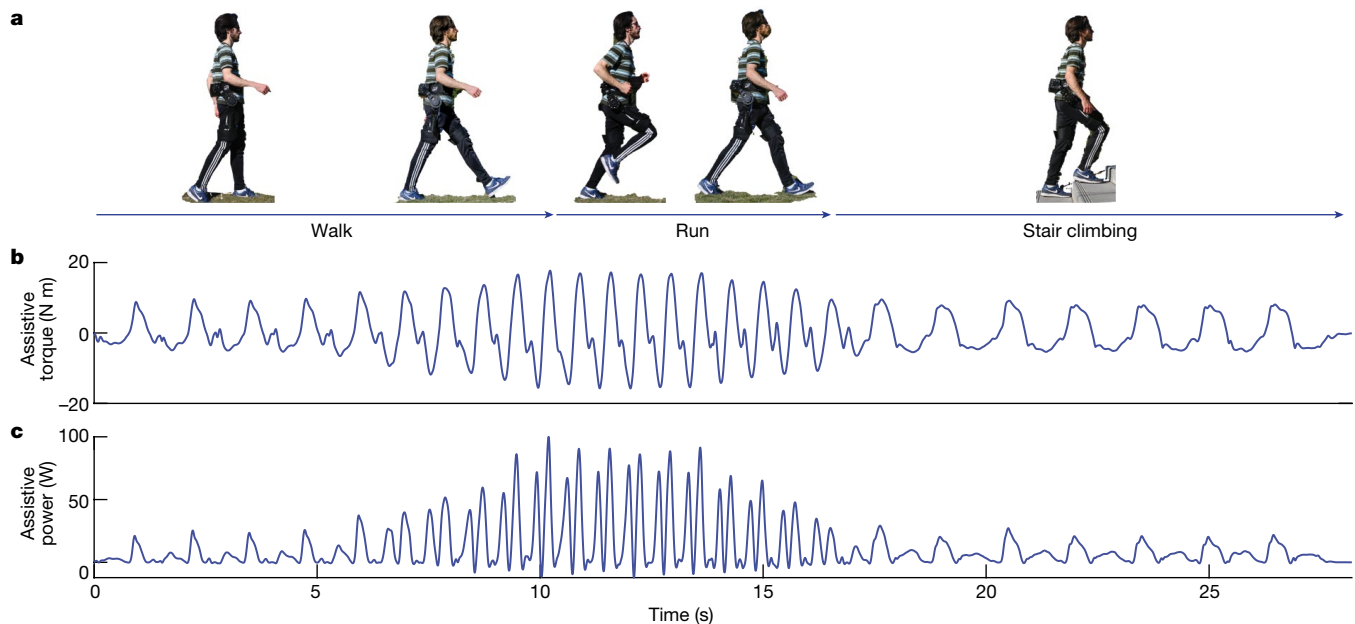 a
Walk
Run
Stair climbing
b
Assistive
torque (N m)
20
0
−20
c
Assistive
power (W)
100
50
0
0
5
10
15
20
25
Time (s)